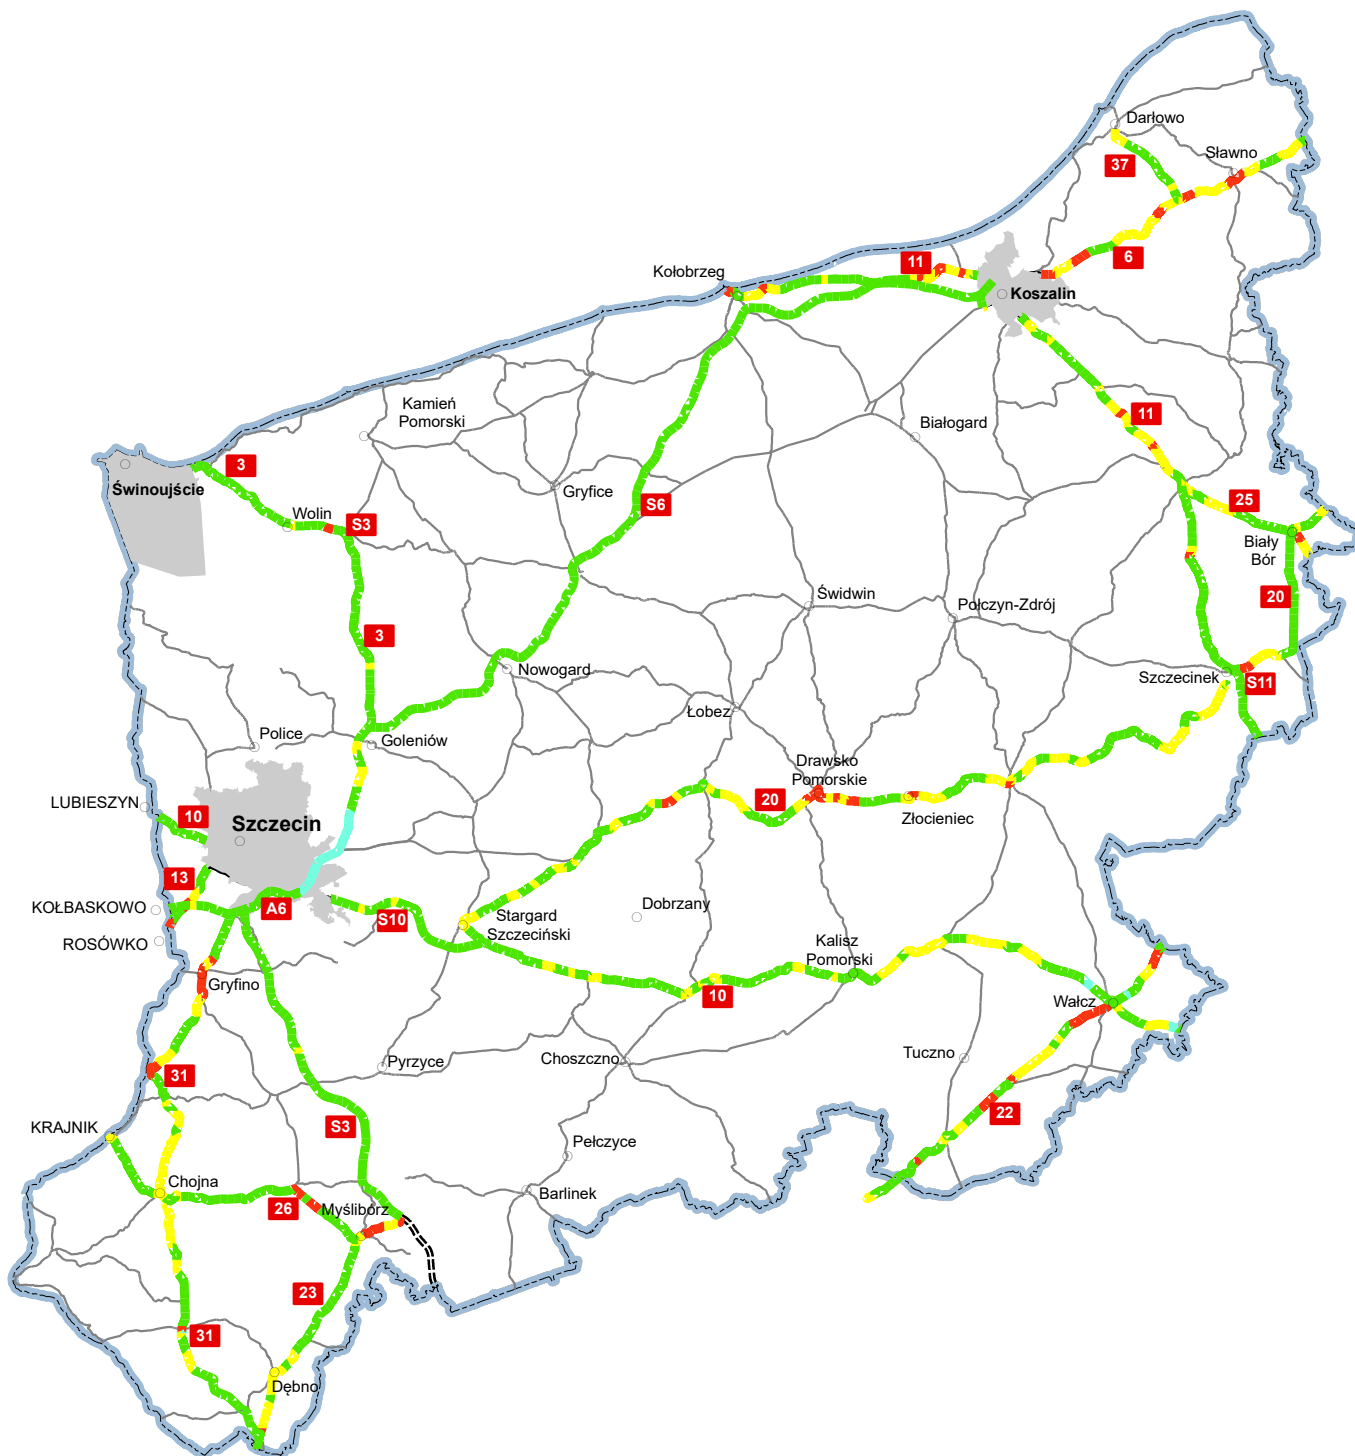 Darłowo
37
Sławno
6
11
Kołobrzeg
Koszalin
Kamień
Pomorski
11
Białogard
3
Świnoujście
Gryfice
S6
25
Wolin
S3
Biały
Bór
Świdwin
20
Połczyn-Zdrój
3
Nowogard
Szczecinek
S11
Łobez
Police
Goleniów
Drawsko
Pomorskie
LUBIESZYN
20
10
Szczecin
Złocieniec
13
KOŁBASKOWO
A6
S10
Dobrzany
Stargard
Szczeciński
ROSÓWKO
Kalisz
Pomorski
Gryfino
10
Wałcz
Tuczno
Choszczno
Pyrzyce
31
22
KRAJNIK
S3
Pełczyce
Chojna
Barlinek
26
Myślibórz
23
31
Dębno